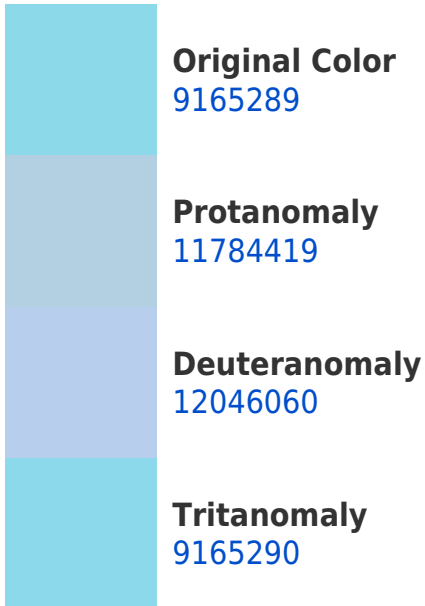 Original Color
9165289
Protanomaly
11784419
Deuteranomaly
12046060
Tritanomaly
9165290